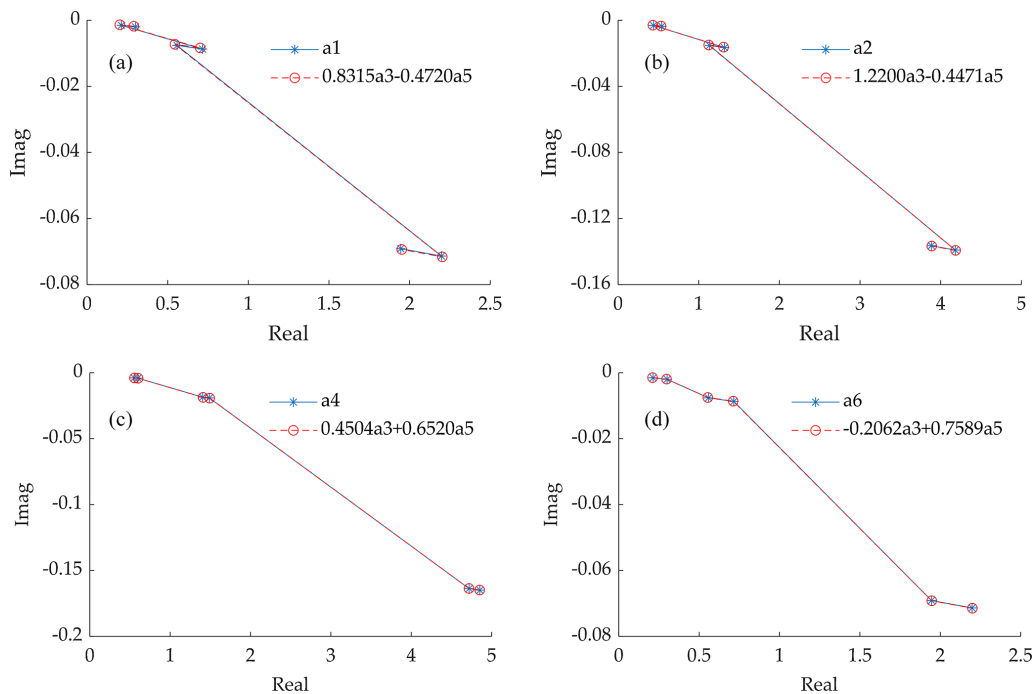 0
-0.02
-0.04
-0.06
-0.08
Imag
(a)
a1
0.8315a3-0.4720a5
0 0.5 1 1.5 2 2.5
Real
0
-0.04
-0.08
-0.12
-0.16
Imag
(b)
a2
1.2200a3-0.4471a5
0 1 2 3 4 5
Real
0
-0.05
-0.1
-0.15
-0.2
Imag
(c)
a4
0.4504a3+0.6520a5
0 1 2 3 4 5
Real
0
-0.02
-0.04
-0.06
-0.08
Imag
(d)
a6
-0.2062a3+0.7589a5
0 0.5 1 1.5 2 2.5
Real